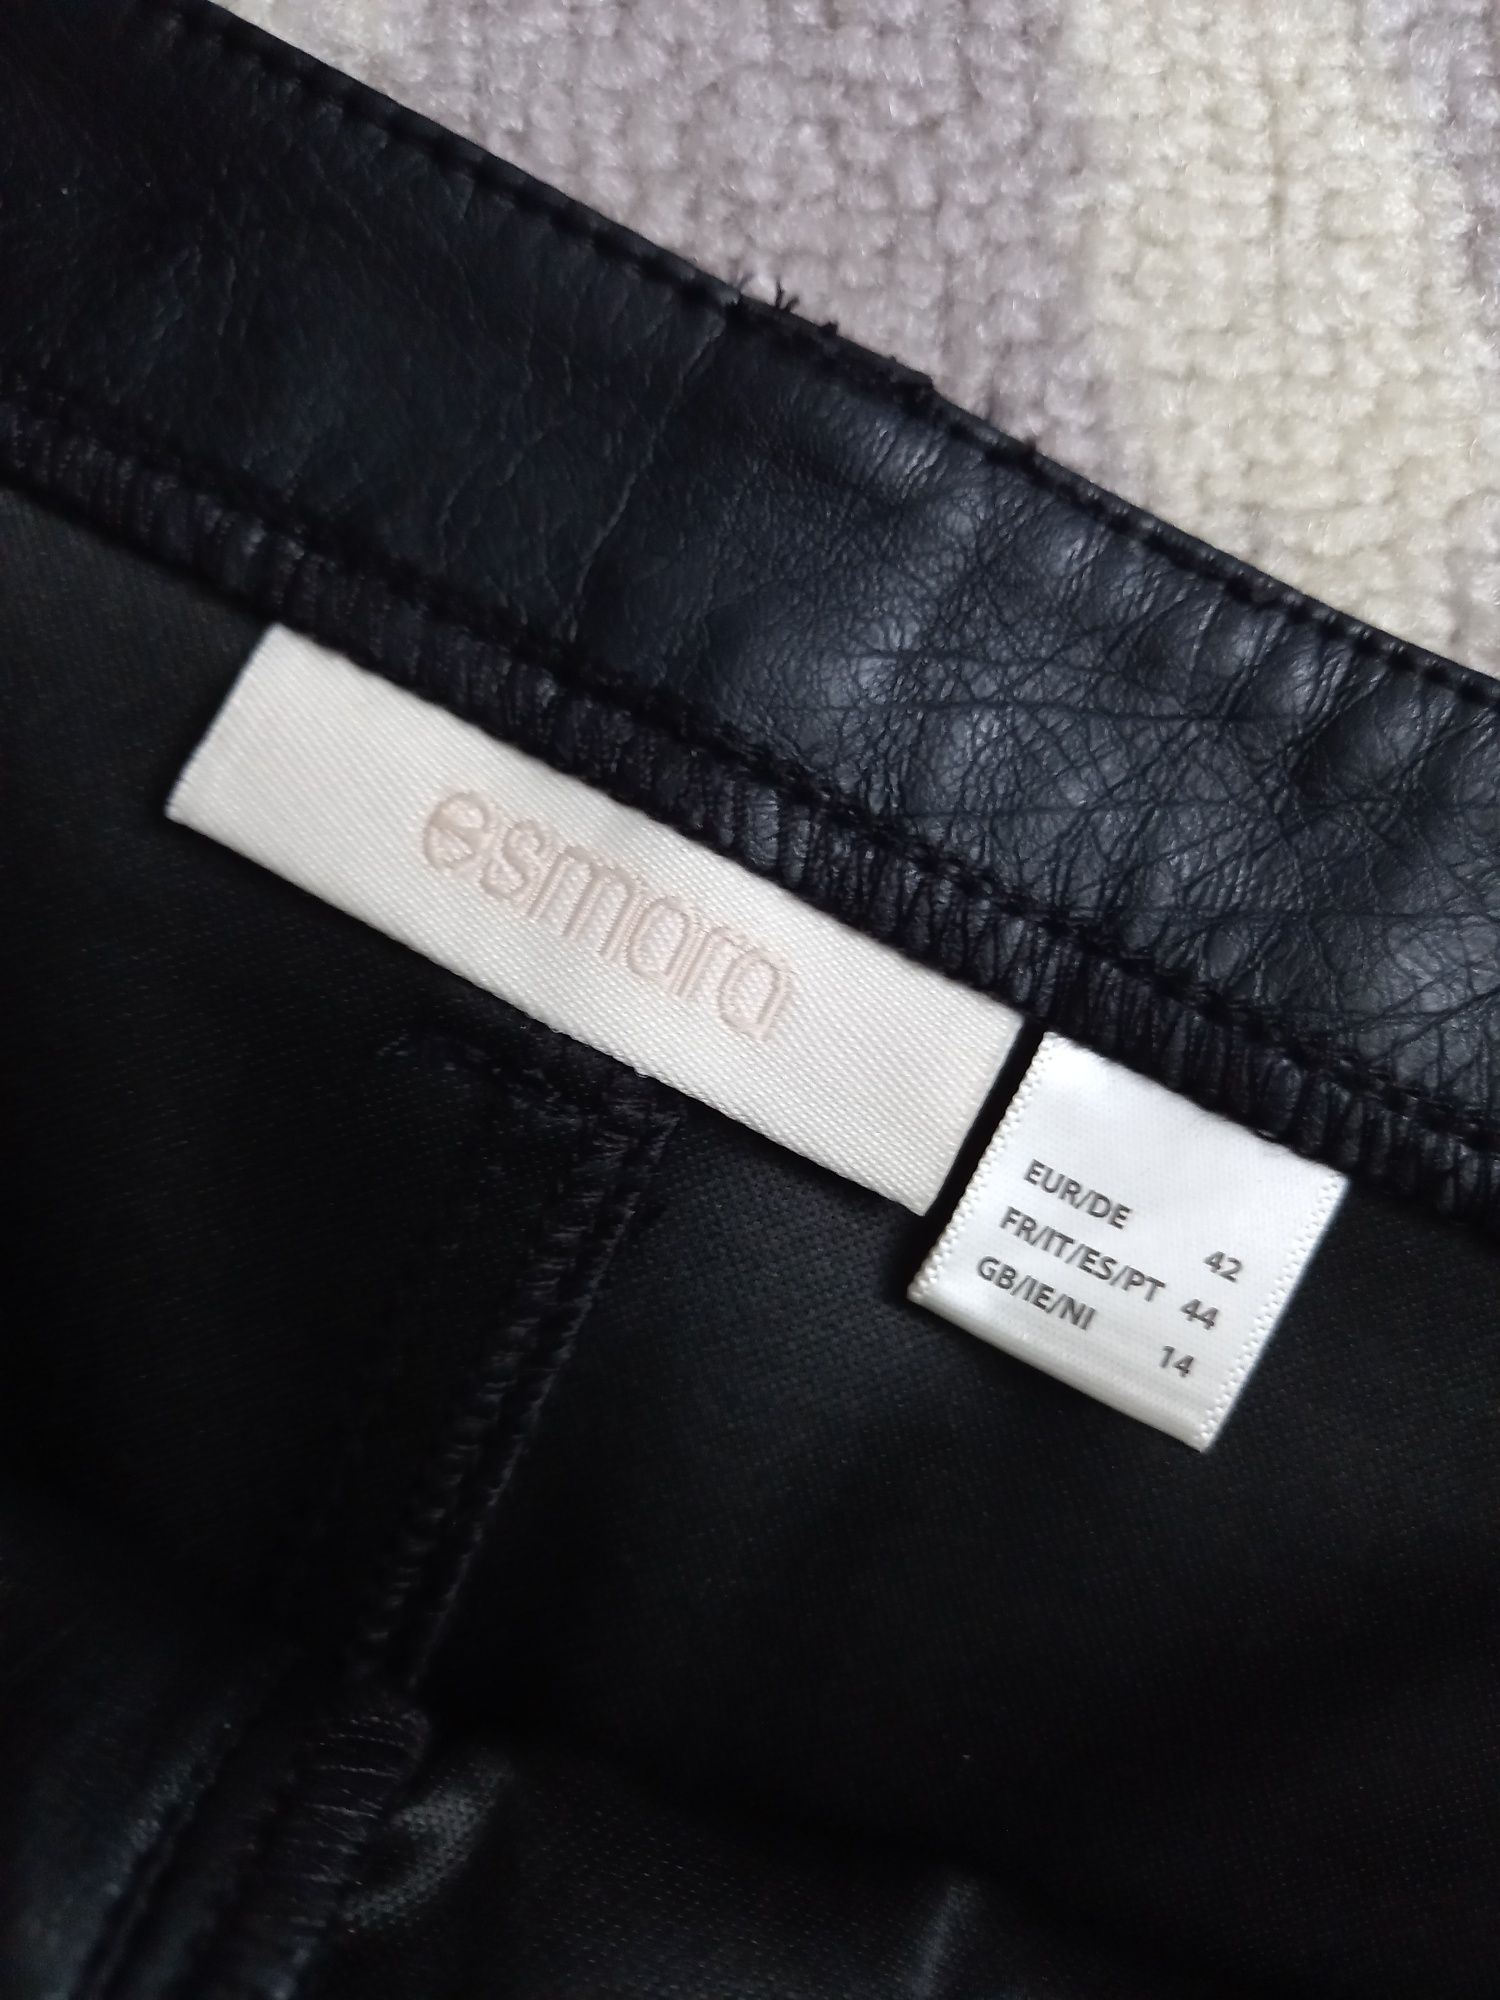 esmara
EUR/DE 42
FR/IT/ES/PT 44
GB/IE/NI 14